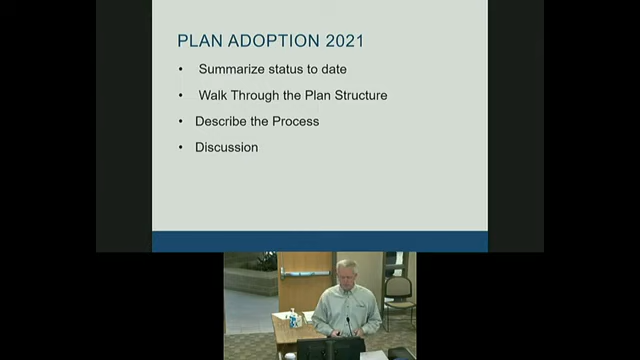 PLAN ADOPTION 2021
• Summarize status to date
• Walk Through the Plan Structure
• Describe the Process
• Discussion